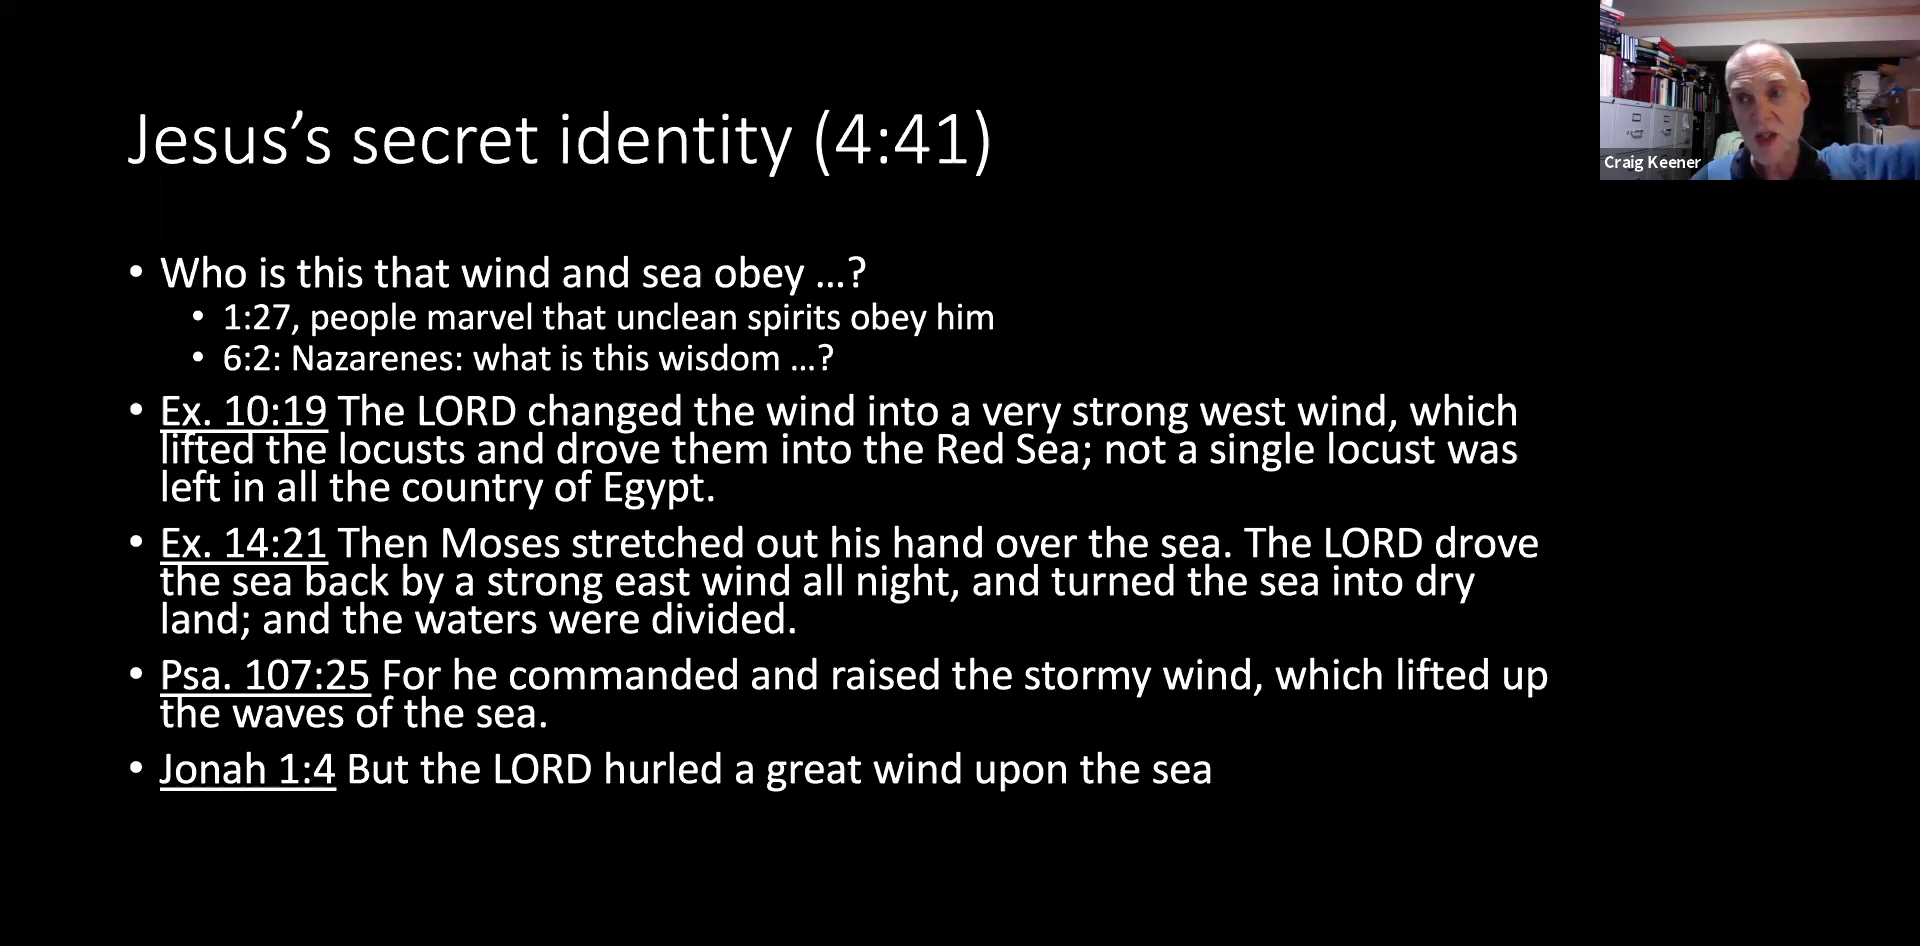 Jesus’s secret identity (4:41)
Craig Keener
• Who is this that wind and sea obey ...?
• 1:27, people marvel that unclean spirits obey him
• 6:2: Nazarenes: what is this wisdom ...?
• Ex. 10:19 The LORD changed the wind into a very strong west wind, which
lifted the locusts and drove them into the Red Sea; not a single locust was
left in all the country of Egypt.
• Ex. 14:21 Then Moses stretched out his hand over the sea. The LORD drove
the sea back by a strong east wind all night, and turned the sea into dry
land; and the waters were divided.
• Psa. 107:25 For he commanded and raised the stormy wind, which lifted up
the waves of the sea.
• Jonah 1:4 But the LORD hurled a great wind upon the sea